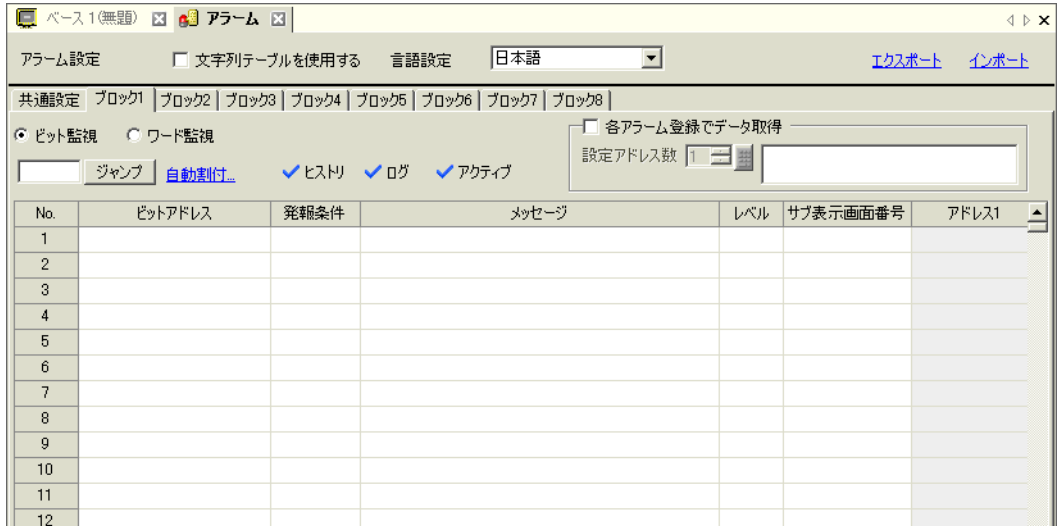 ベース 1(無題) アラーム
アラーム設定 文字列テーブルを使用する 言語設定 日本語 エクスポート インポート
共通設定 ブロック1 ブロック2 ブロック3 ブロック4 ブロック5 ブロック6 ブロック7 ブロック8
ビット監視 ワード監視 各アラーム登録でデータ取得
設定アドレス数 1
ジャンプ 自動割付... ヒストリ ログ アクティブ
No. ビットアドレス 発報条件 メッセージ レベル サブ表示画面番号 アドレス1
1
2
3
4
5
6
7
8
9
10
11
12